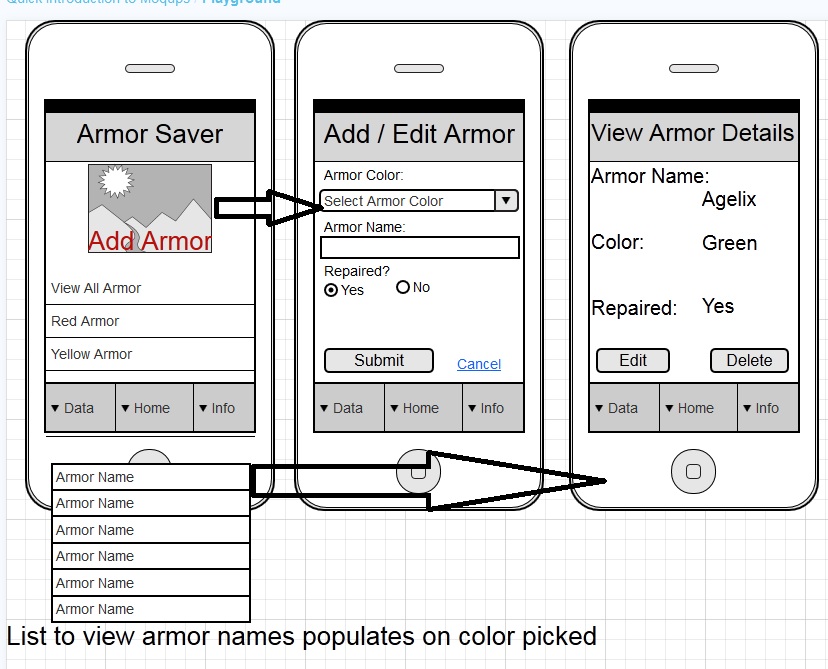 Quick Introduction to Moqups › Playground
Armor Saver
Add Armor
View All Armor
Red Armor
Yellow Armor
Data
Home
Info
Add / Edit Armor
Armor Color:
Select Armor Color
Armor Name:
Repaired?
Yes
No
Submit
Cancel
Data
Home
Info
View Armor Details
Armor Name:
Agelix
Color:
Green
Repaired:
Yes
Edit
Delete
Data
Home
Info
Armor Name
Armor Name
Armor Name
Armor Name
Armor Name
Armor Name
List to view armor names populates on color picked